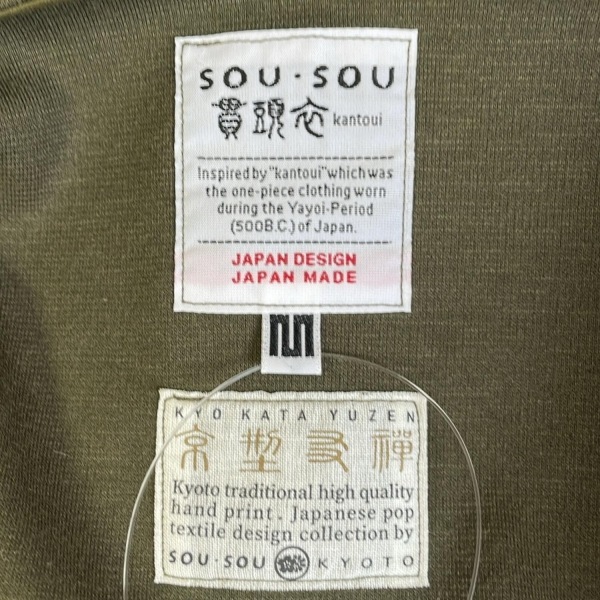 SOU・SOU
貫頭衣 kantoui
Inspired by "kantoui" which was
the one-piece clothing worn
during the Yayoi-Period
(500B.C.) of Japan.
JAPAN DESIGN
JAPAN MADE
KYO KATA YUZEN
京型友禅
Kyoto traditional high quality
hand print. Japanese pop
textile design collection by
SOU・SOU KYOTO